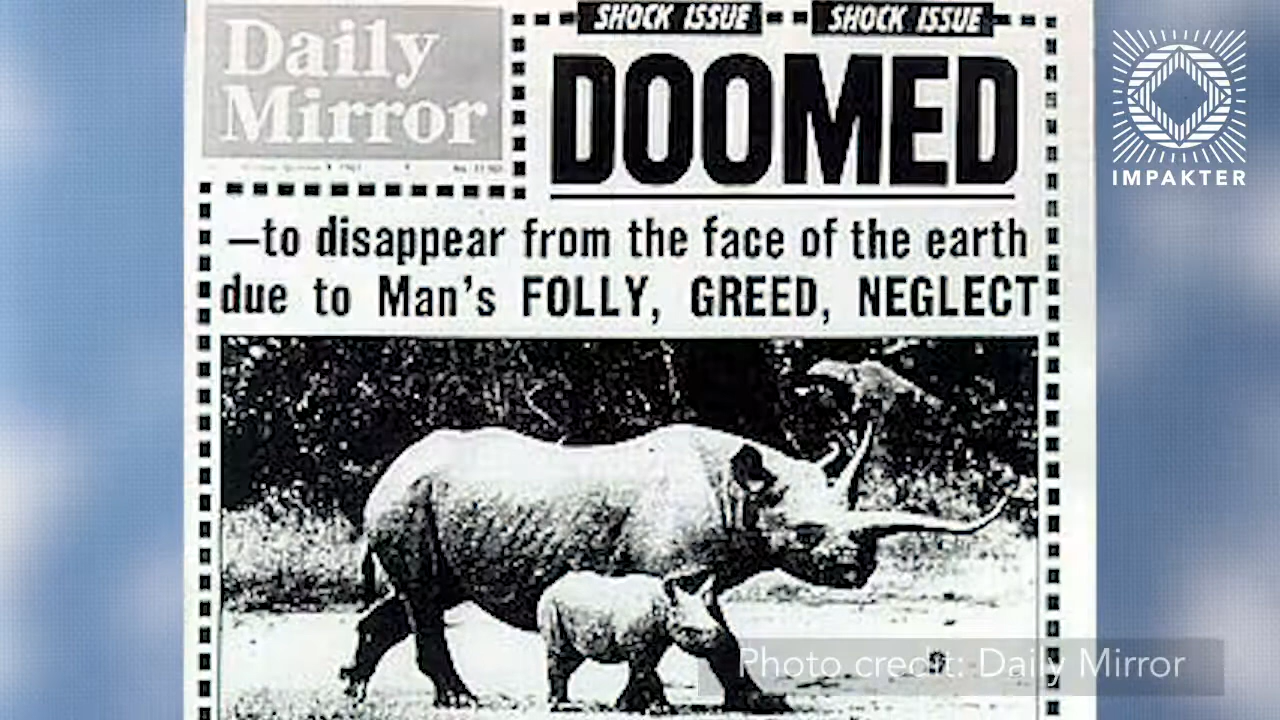 SHOCK ISSUE SHOCK ISSUE
Daily
Mirror
DOOMED
—to disappear from the face of the earth
due to Man's FOLLY, GREED, NEGLECT
IMPAKTER
Photo credit: Daily Mirror